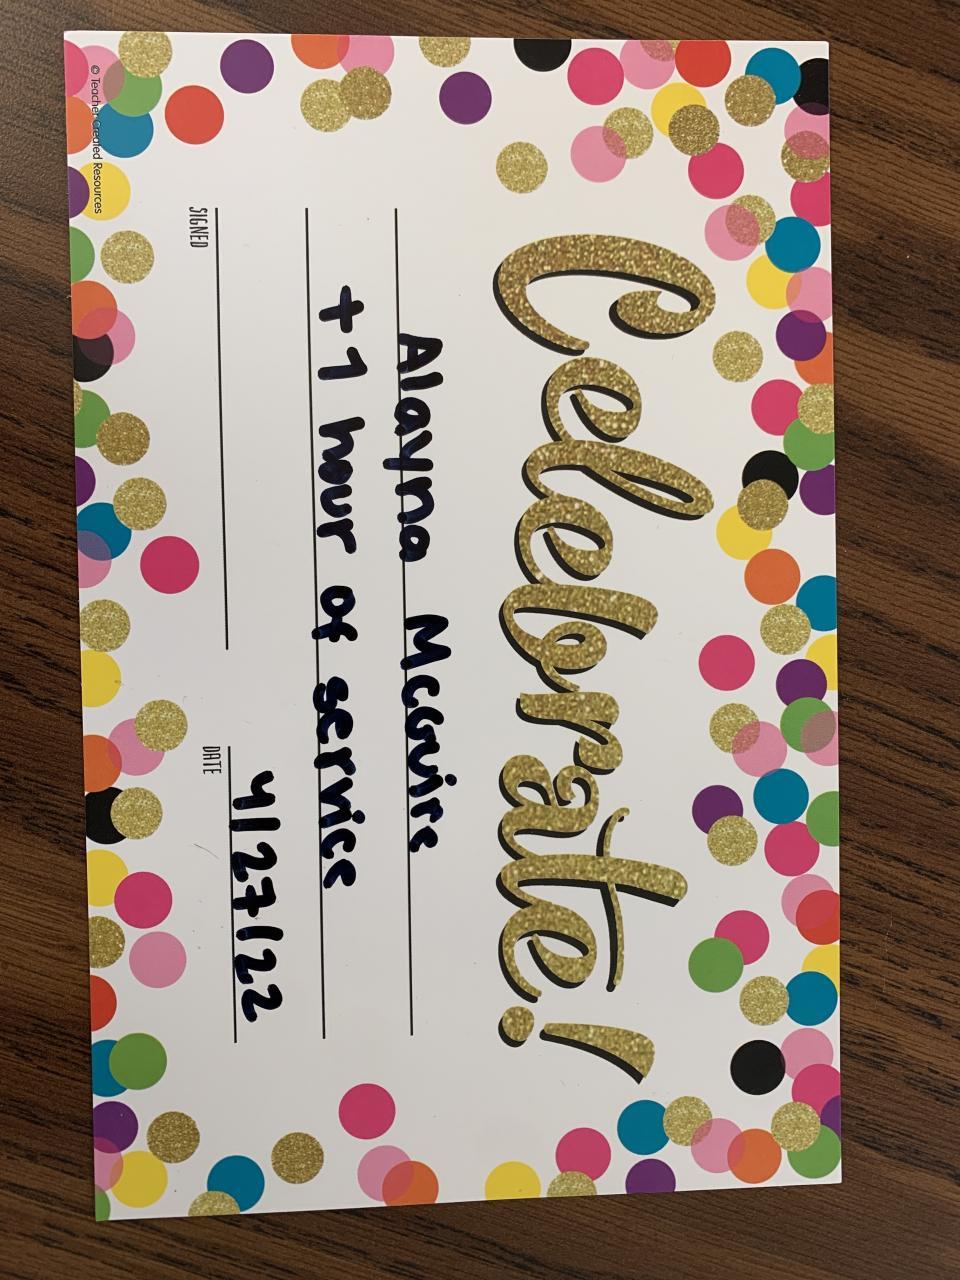 Celebrate!
Alayna McGuire
+1 hour of service
4/27/22
SIGNED
DATE
© Teacher Created Resources